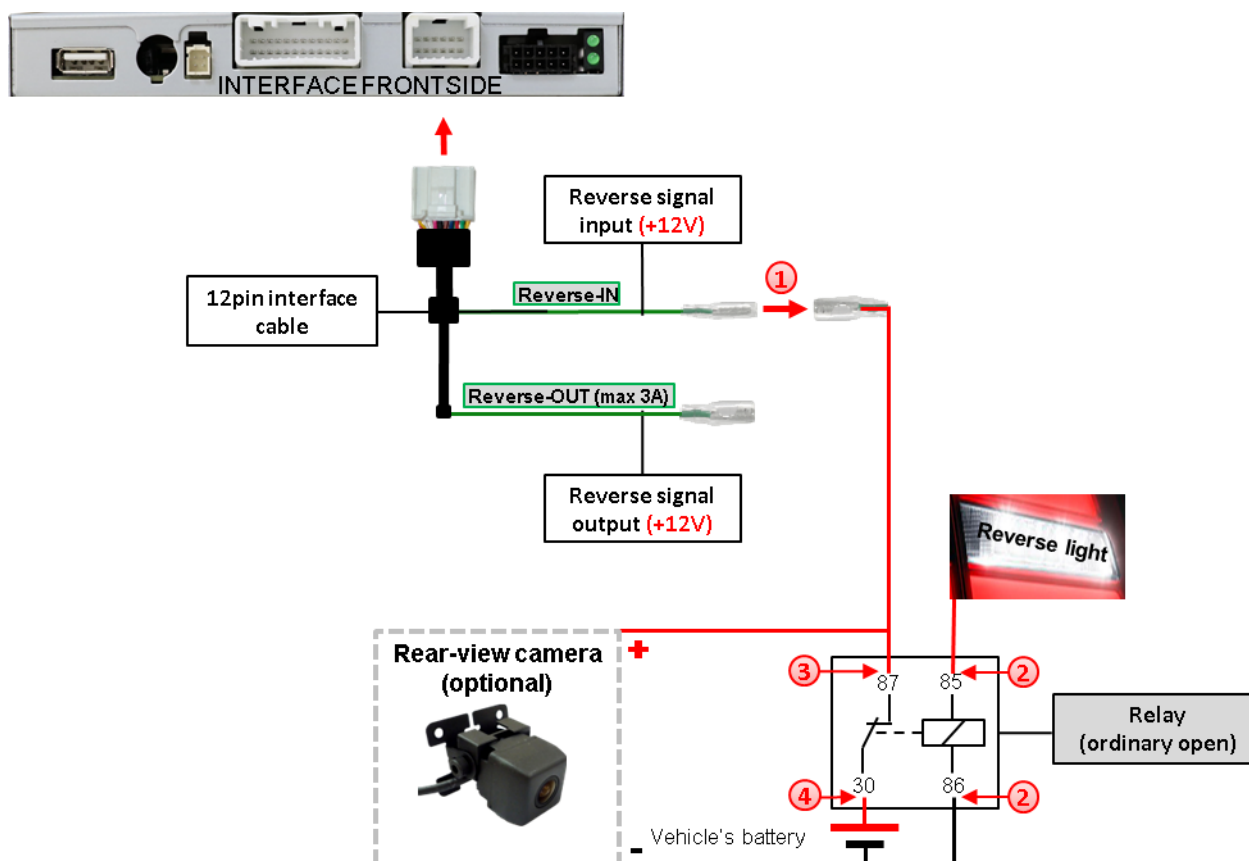 INTERFACE FRONTSIDE
Reverse signal
input (+12V)
1
12pin interface
cable
Reverse-IN
Reverse-OUT (max 3A)
Reverse signal
output (+12V)
Reverse light
Rear-view camera
(optional)
+
3
87
85
2
Relay
(ordinary open)
4
30
86
2
- Vehicle's battery